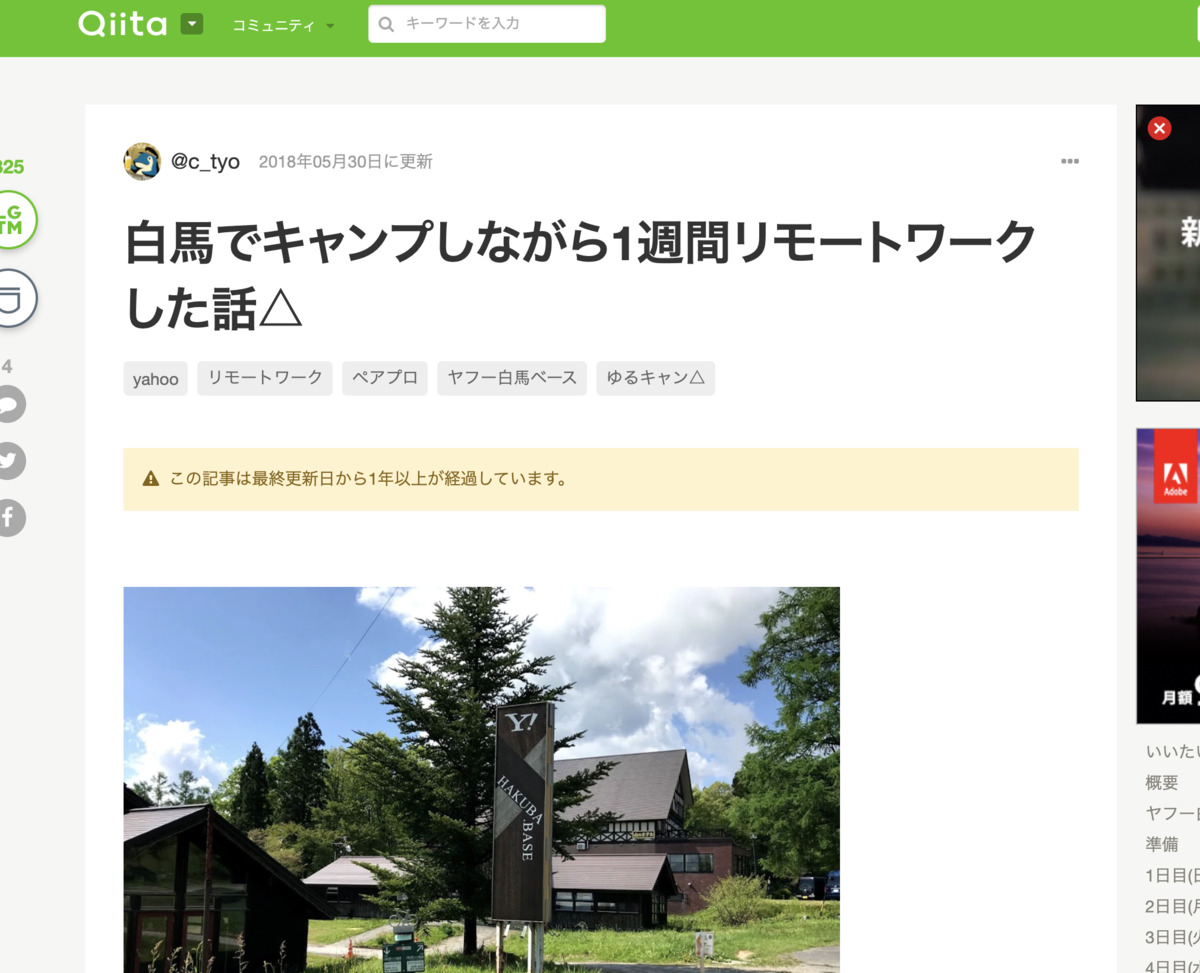 Qiita
コミュニティ
キーワードを入力
325
LG
TM
4
@c_tyo 2018年05月30日に更新
白馬でキャンプしながら1週間リモートワーク
した話△
yahoo リモートワーク ペアプロ ヤフー白馬ベース ゆるキャン△
この記事は最終更新日から1年以上が経過しています。
Y!
HAKUBA
BASE
新
Adobe
月額
いいた
概要
ヤフー
準備
1日目(
2日目(
3日目(
4日目(